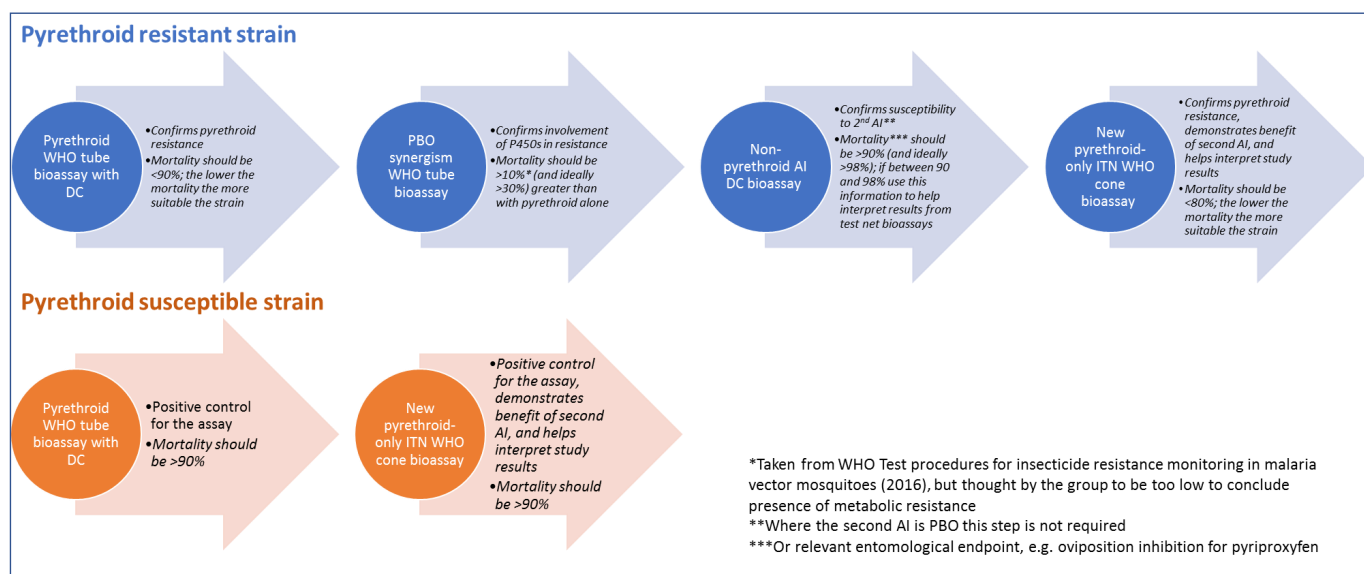 Pyrethroid resistant strain
Pyrethroid
WHO tube
bioassay with
DC
•Confirms pyrethroid
resistance
•Mortality should be
<90%; the lower the
mortality the more
suitable the strain
PBO
synergism
WHO tube
bioassay
•Confirms involvement
of P450s in resistance
•Mortality should be
>10%* (and ideally
>30%) greater than
with pyrethroid alone
Non-
pyrethroid AI
DC bioassay
•Confirms susceptibility
to 2nd AI**
•Mortality*** should
be >90% (and ideally
>98%); if between 90
and 98% use this
information to help
interpret results from
test net bioassays
New
pyrethroid-
only ITN WHO
cone
bioassay
•Confirms pyrethroid
resistance,
demonstrates benefit
of second AI, and
helps interpret study
results
•Mortality should be
<80%; the lower the
mortality the more
suitable the strain
Pyrethroid susceptible strain
Pyrethroid
WHO tube
bioassay with
DC
•Positive control
for the assay
•Mortality should
be >90%
New
pyrethroid-
only ITN WHO
cone bioassay
•Positive control
for the assay,
demonstrates
benefit of second
AI, and helps
interpret study
results
•Mortality should
be >90%
*Taken from WHO Test procedures for insecticide resistance monitoring in malaria
vector mosquitoes (2016), but thought by the group to be too low to conclude
presence of metabolic resistance
**Where the second AI is PBO this step is not required
***Or relevant entomological endpoint, e.g. oviposition inhibition for pyriproxyfen